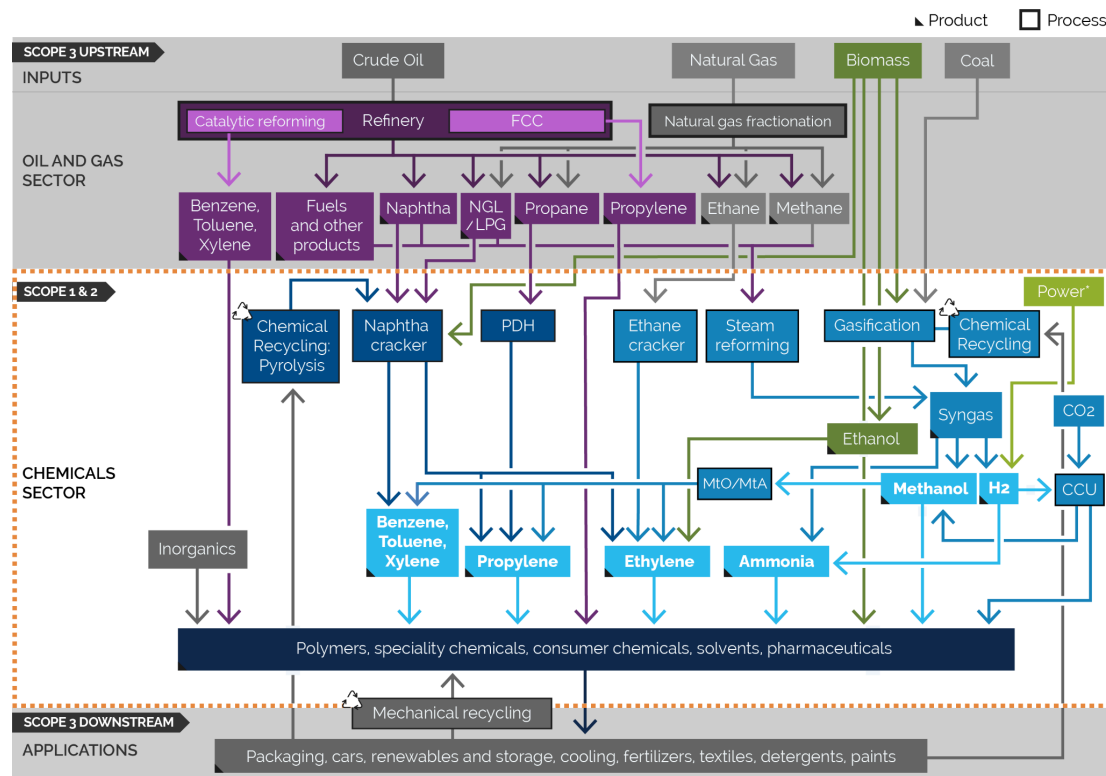 Product
Process
SCOPE 3 UPSTREAM
INPUTS
Crude Oil
Natural Gas
Biomass
Coal
Catalytic reforming
Refinery
FCC
Natural gas fractionation
OIL AND GAS
SECTOR
Benzene,
Toluene,
Xylene
Fuels
and other
products
Naphtha
NGL
/LPG
Propane
Propylene
Ethane
Methane
SCOPE 1 & 2
Power*
Chemical
Recycling:
Pyrolysis
Naphtha
cracker
PDH
Ethane
cracker
Steam
reforming
Gasification
Chemical
Recycling
Syngas
CO2
Ethanol
CHEMICALS
SECTOR
MtO/MtA
Methanol
H2
CCU
Inorganics
Benzene,
Toluene,
Xylene
Propylene
Ethylene
Ammonia
Polymers, speciality chemicals, consumer chemicals, solvents, pharmaceuticals
SCOPE 3 DOWNSTREAM
Mechanical recycling
APPLICATIONS
Packaging, cars, renewables and storage, cooling, fertilizers, textiles, detergents, paints